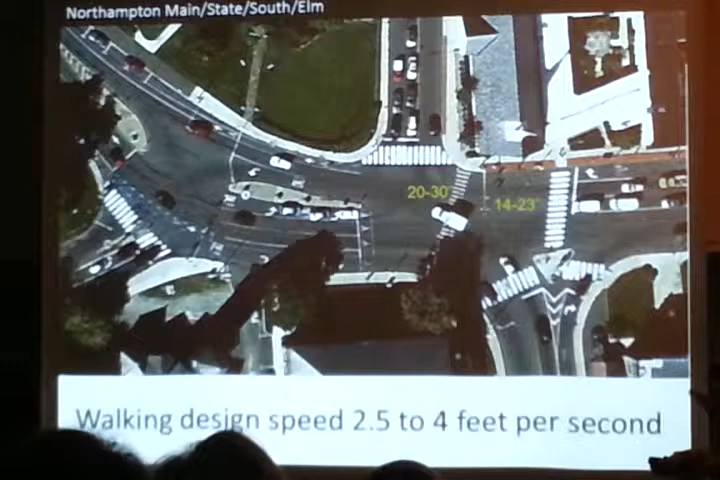 Northampton Main/State/South/Elm
20-30"
14-23"
Walking design speed 2.5 to 4 feet per second